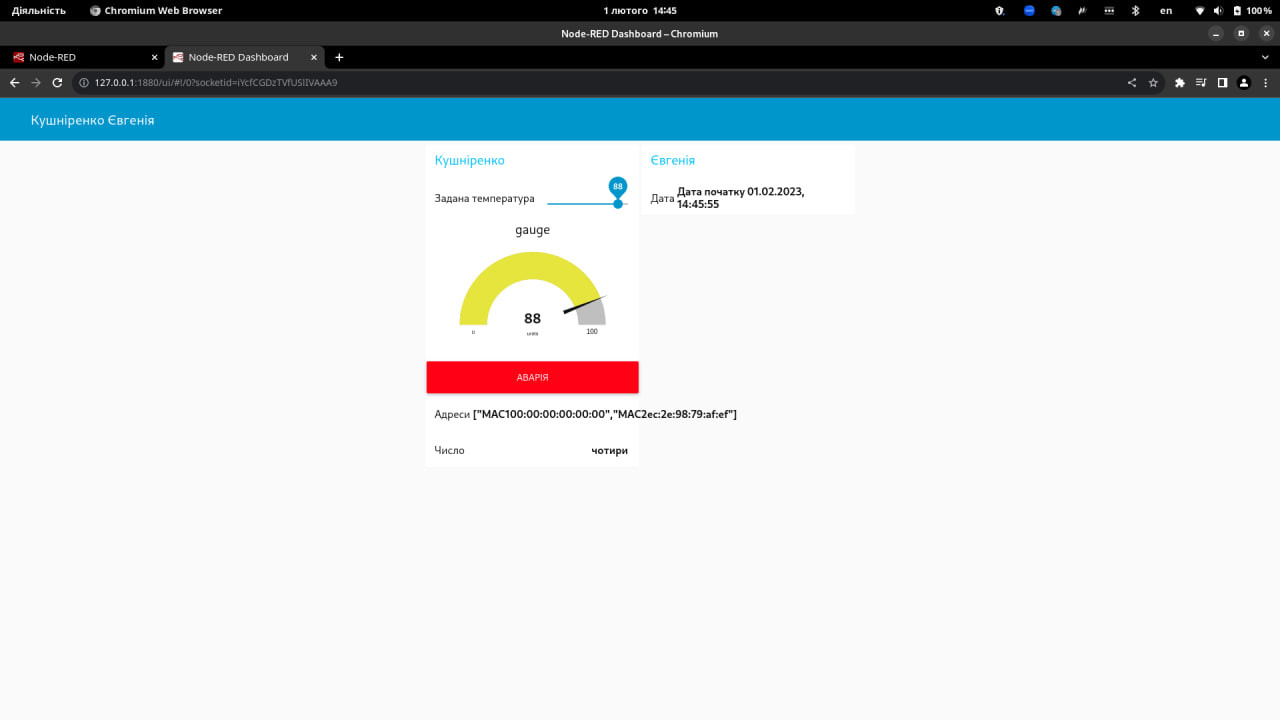 Діяльність Chromium Web Browser 1 лютого 14:45 en 100 %
Node-RED Dashboard – Chromium
Node-RED Node-RED Dashboard
127.0.0.1:1880/ui/#!/0?socketid=iYcfCGDzTVfUSlIVAAA9
Кушніренко Євгенія
Кушніренко
88
Задана температура
gauge
88
units
0 100
АВАРІЯ
Адреси ["MAC100:00:00:00:00:00","MAC2ec:2e:98:79:af:ef"]
Число чотири
Євгенія
Дата Дата початку 01.02.2023,
14:45:55